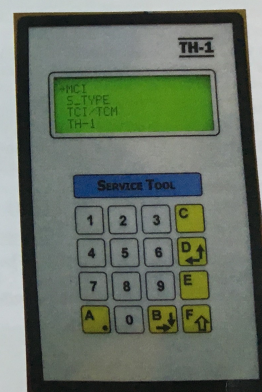 TH-1
→MCI
S_TYPE
TCI/TCM
TH-1
SERVICE TOOL
1 2 3 C
4 5 6 D
7 8 9 E
A 0 B F